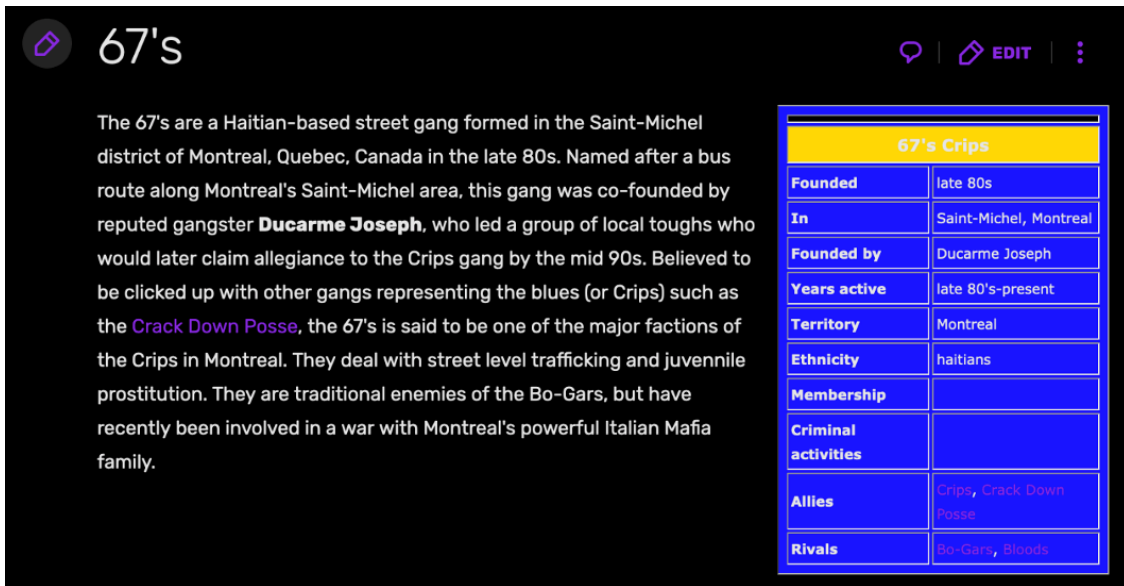 67's
EDIT
The 67's are a Haitian-based street gang formed in the Saint-Michel
district of Montreal, Quebec, Canada in the late 80s. Named after a bus
route along Montreal's Saint-Michel area, this gang was co-founded by
reputed gangster Ducarme Joseph, who led a group of local toughs who
would later claim allegiance to the Crips gang by the mid 90s. Believed to
be clicked up with other gangs representing the blues (or Crips) such as
the Crack Down Posse, the 67's is said to be one of the major factions of
the Crips in Montreal. They deal with street level trafficking and juvennile
prostitution. They are traditional enemies of the Bo-Gars, but have
recently been involved in a war with Montreal's powerful Italian Mafia
family.
67's Crips
Founded late 80s
In Saint-Michel, Montreal
Founded by Ducarme Joseph
Years active late 80's-present
Territory Montreal
Ethnicity haitians
Membership
Criminal
activities
Allies Crips, Crack Down
Posse
Rivals Bo-Gars, Bloods